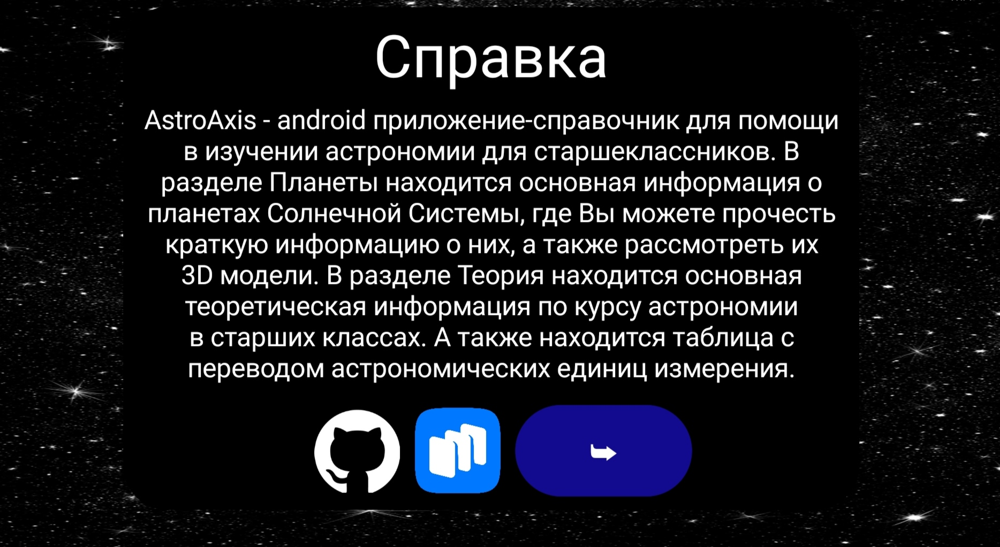 Справка
AstroAxis - android приложение-справочник для помощи
в изучении астрономии для старшеклассников. В
разделе Планеты находится основная информация о
планетах Солнечной Системы, где Вы можете прочесть
краткую информацию о них, а также рассмотреть их
3D модели. В разделе Теория находится основная
теоретическая информация по курсу астрономии
в старших классах. А также находится таблица с
переводом астрономических единиц измерения.